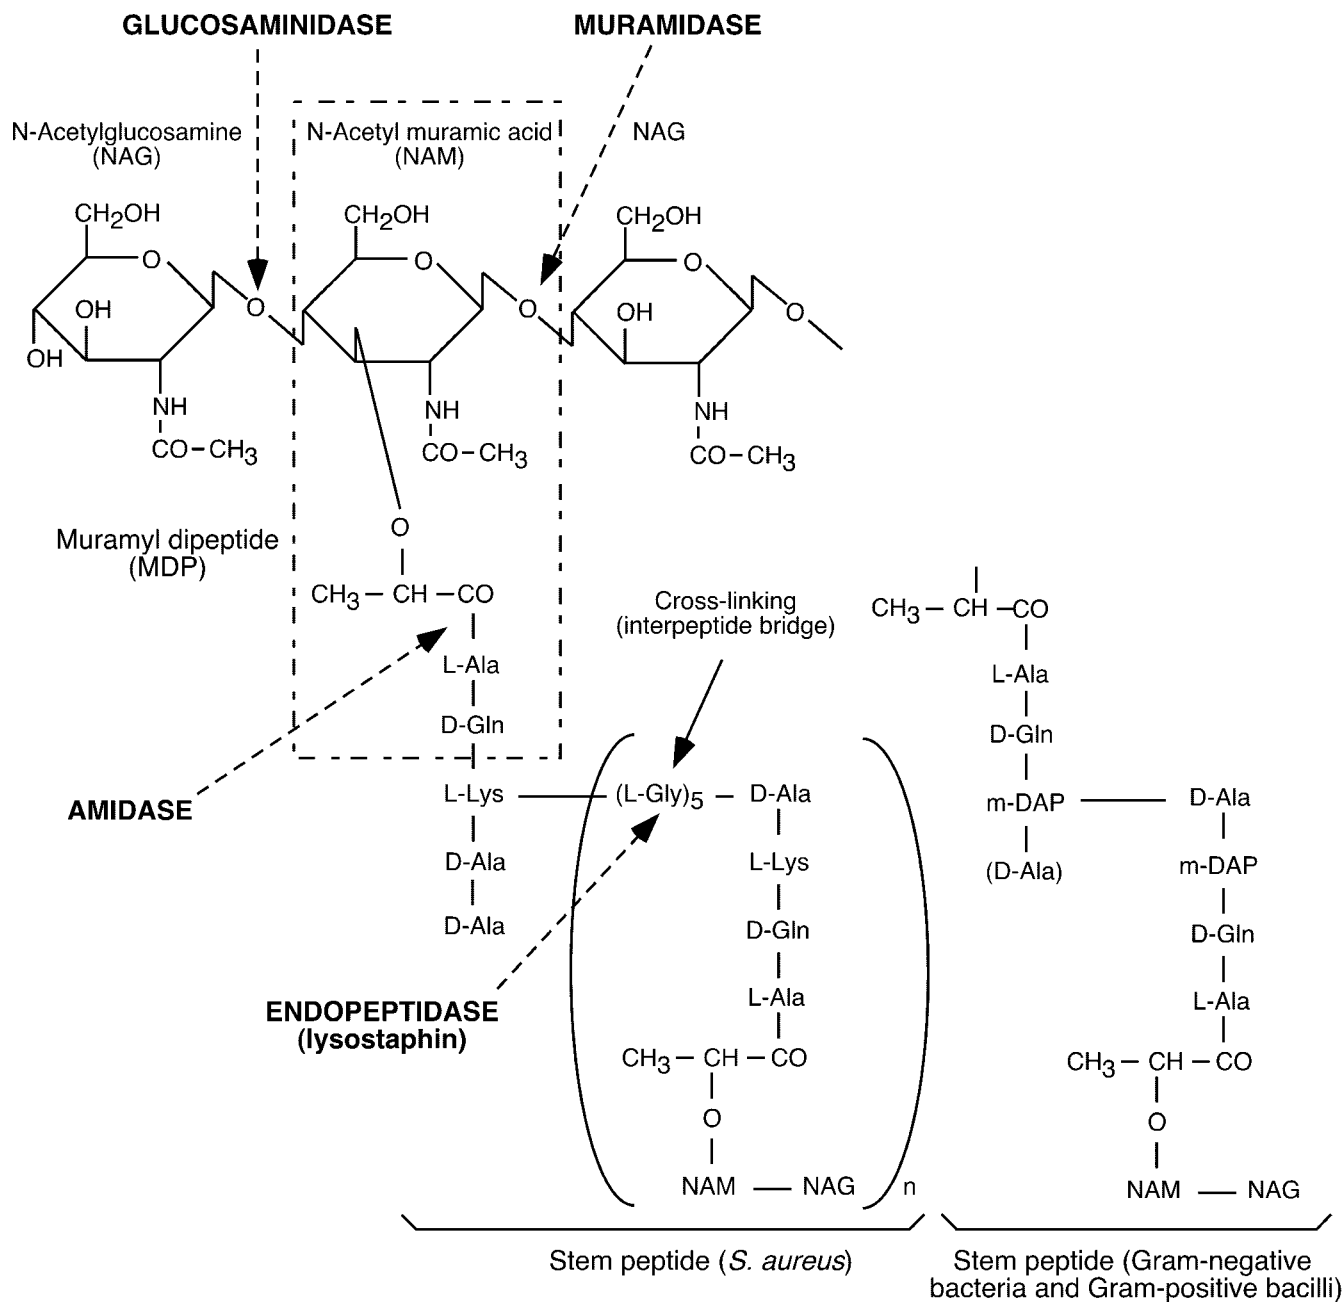 GLUCOSAMINIDASE
MURAMIDASE
N-Acetylglucosamine
(NAG)
N-Acetyl muramic acid
(NAM)
NAG
CH2OH
CH2OH
CH2OH
O
O
O
OH
O
O
OH
O
OH
NH
NH
NH
CO–CH3
CO–CH3
CO–CH3
O
Muramyl dipeptide
(MDP)
CH3–CH–CO
Cross-linking
(interpeptide bridge)
CH3–CH–CO
L-Ala
L-Ala
D-Gln
D-Gln
AMIDASE
L-Lys
(L-Gly)5 – D-Ala
m-DAP
D-Ala
D-Ala
L-Lys
(D-Ala)
m-DAP
D-Ala
D-Gln
D-Gln
ENDOPEPTIDASE
(lysostaphin)
L-Ala
L-Ala
CH3–CH–CO
CH3–CH–CO
O
O
NAM — NAG
n
NAM — NAG
Stem peptide (S. aureus)
Stem peptide (Gram-negative
bacteria and Gram-positive bacilli)